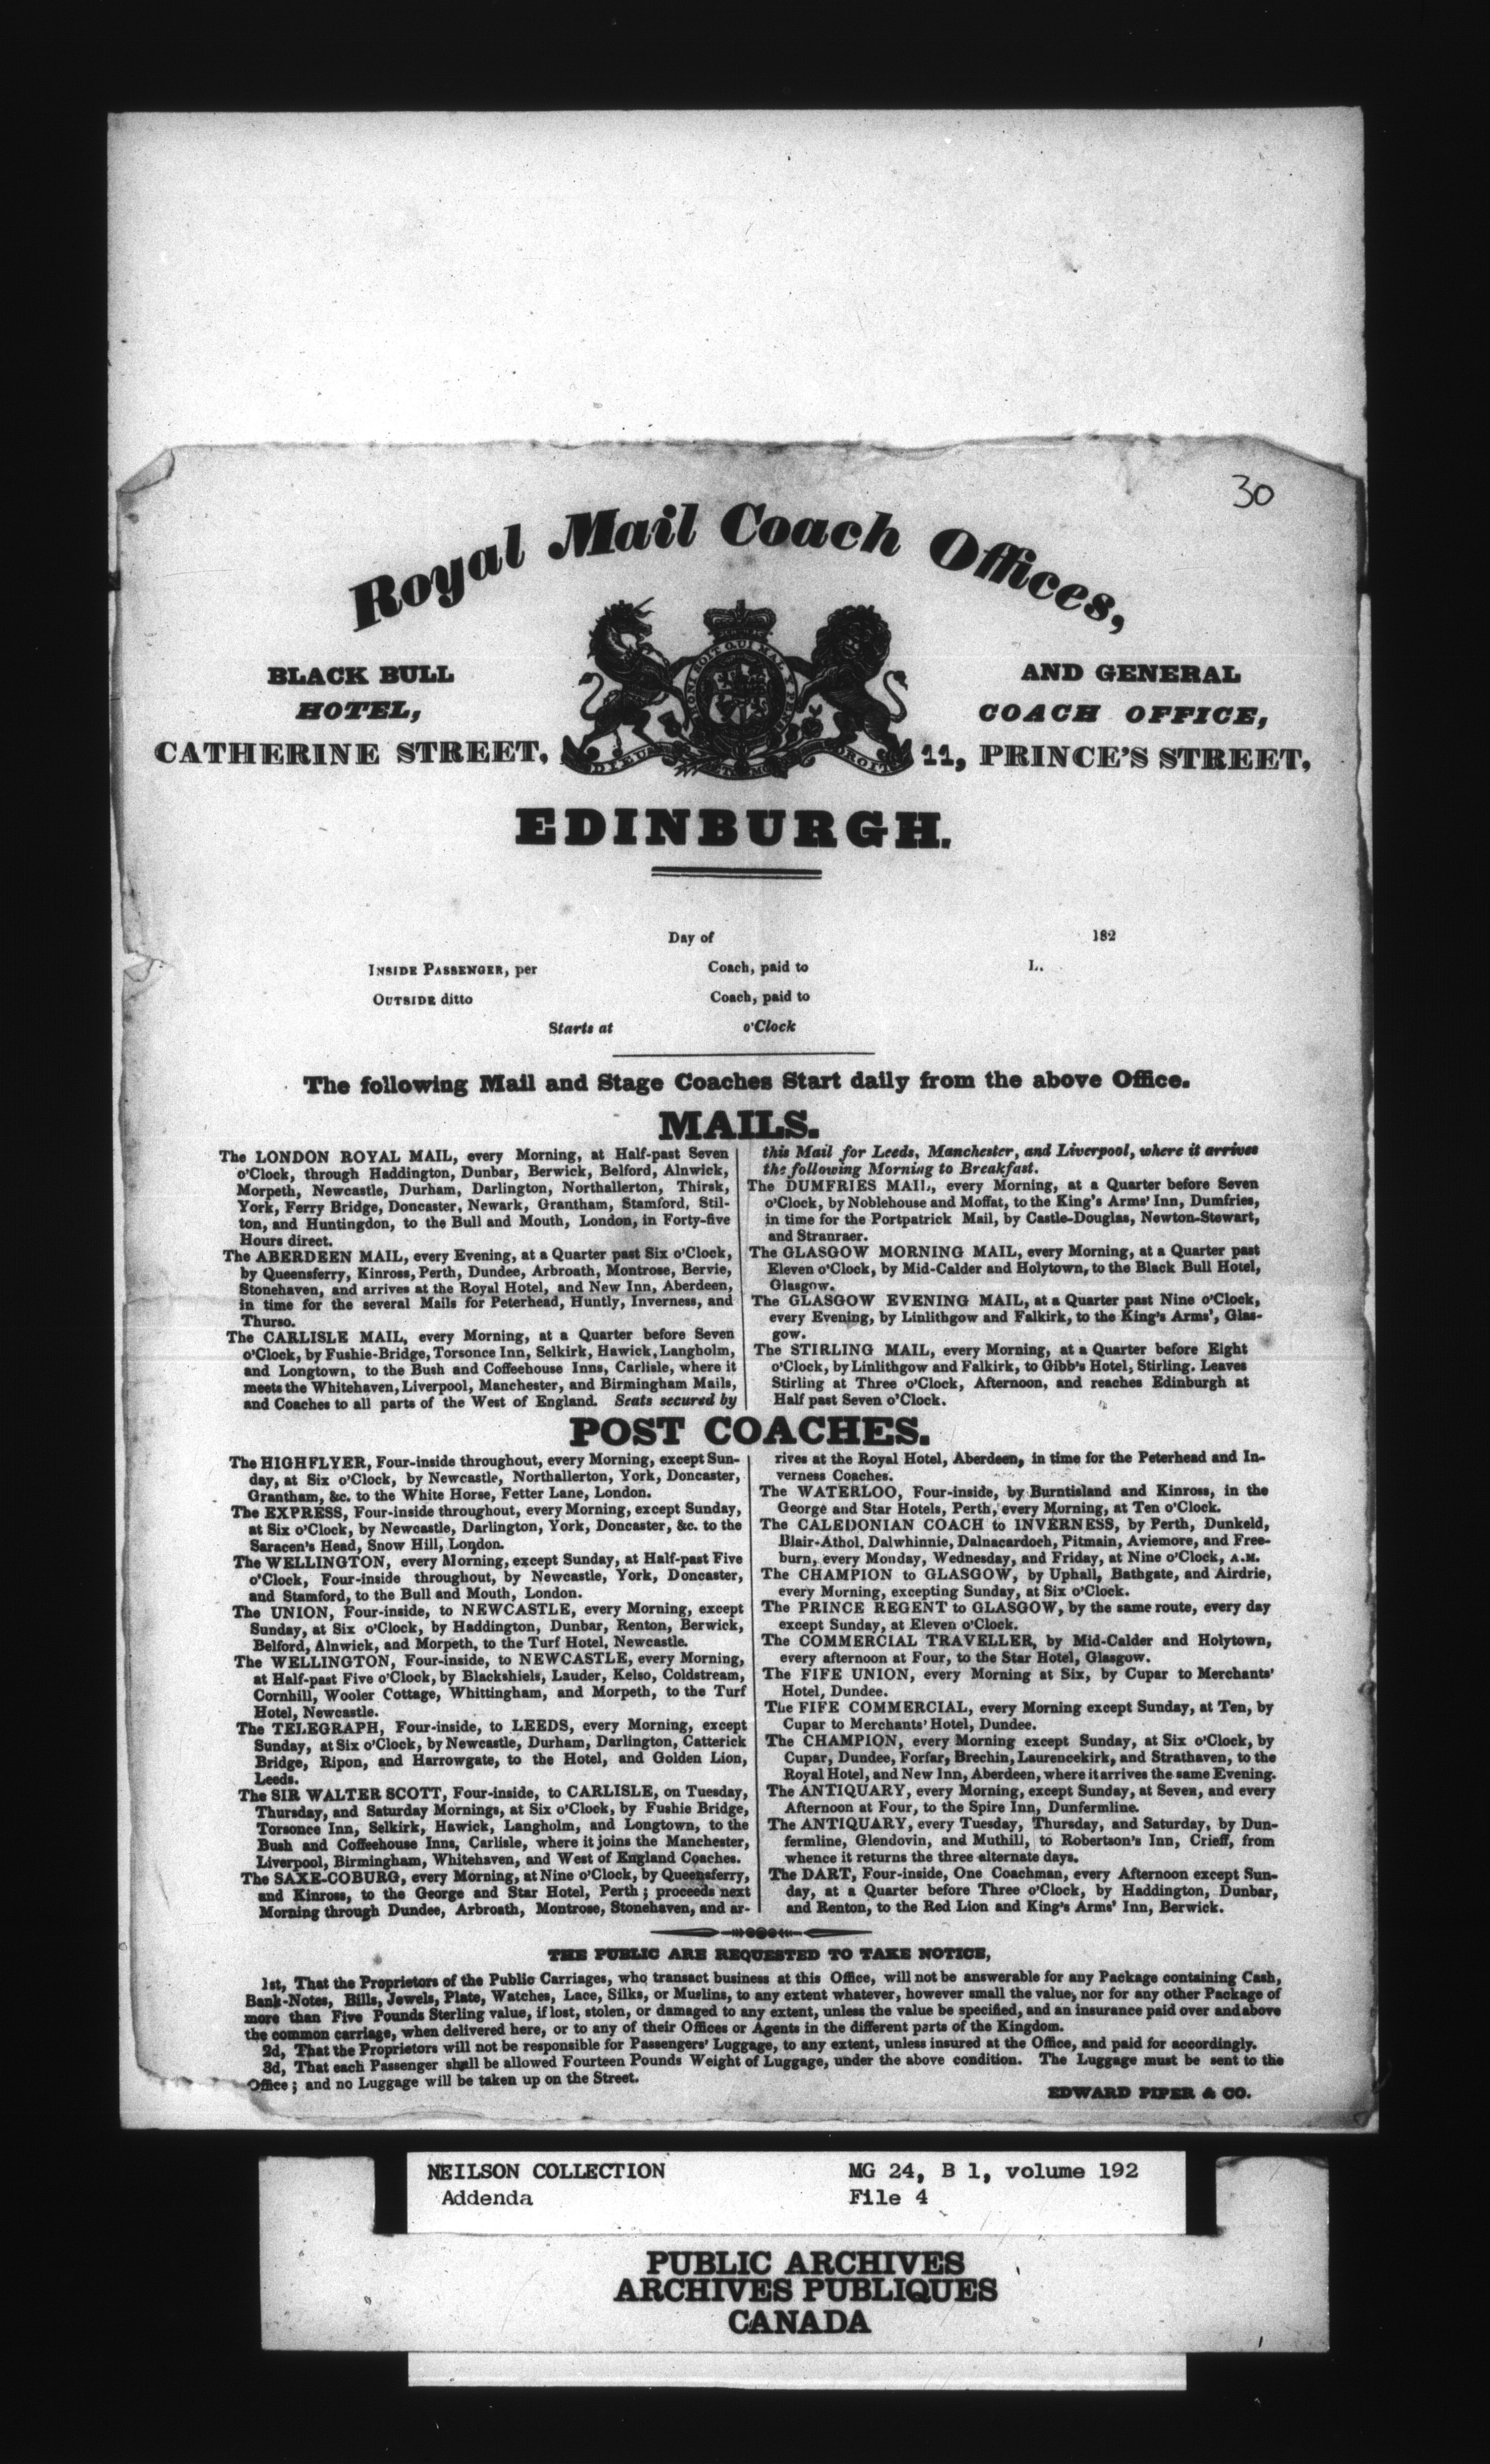 30
Royal Mail Coach Offices,
BLACK BULL
HOTEL,
CATHERINE STREET,
AND GENERAL
COACH OFFICE,
11, PRINCE'S STREET,
HONI SOIT QUI MAL Y PENSE
DIEU ET MON DROIT
EDINBURGH.
Day of 182
INSIDE PASSENGER, per Coach, paid to L.
OUTSIDE ditto Coach, paid to
Starts at o'Clock
The following Mail and Stage Coaches Start daily from the above Office.
MAILS.
The LONDON ROYAL MAIL, every Morning, at Half-past Seven
o'Clock, through Haddington, Dunbar, Berwick, Belford, Alnwick,
Morpeth, Newcastle, Durham, Darlington, Northallerton, Thirsk,
York, Ferry Bridge, Doncaster, Newark, Grantham, Stamford, Stil-
ton, and Huntingdon, to the Bull and Mouth, London, in Forty-five
Hours direct.
The ABERDEEN MAIL, every Evening, at a Quarter past Six o'Clock,
by Queensferry, Kinross, Perth, Dundee, Arbroath, Montrose, Bervie,
Stonehaven, and arrives at the Royal Hotel, and New Inn, Aberdeen,
in time for the several Mails for Peterhead, Huntly, Inverness, and
Thurso.
The CARLISLE MAIL, every Morning, at a Quarter before Seven
o'Clock, by Fushie-Bridge, Torsonce Inn, Selkirk, Hawick, Langholm,
and Longtown, to the Bush and Coffeehouse Inns, Carlisle, where it
meets the Whitehaven, Liverpool, Manchester, and Birmingham Mails,
and Coaches to all parts of the West of England. Seats secured by
this Mail for Leeds, Manchester, and Liverpool, where it arrives
the following Morning to Breakfast.
The DUMFRIES MAIL, every Morning, at a Quarter before Seven
o'Clock, by Noblehouse and Moffat, to the King's Arms' Inn, Dumfries,
in time for the Portpatrick Mail, by Castle-Douglas, Newton-Stewart,
and Stranraer.
The GLASGOW MORNING MAIL, every Morning, at a Quarter past
Eleven o'Clock, by Mid-Calder and Holytown, to the Black Bull Hotel,
Glasgow.
The GLASGOW EVENING MAIL, at a Quarter past Nine o'Clock,
every Evening, by Linlithgow and Falkirk, to the King's Arms', Glas-
gow.
The STIRLING MAIL, every Morning, at a Quarter before Eight
o'Clock, by Linlithgow and Falkirk, to Gibb's Hotel, Stirling. Leaves
Stirling at Three o'Clock, Afternoon, and reaches Edinburgh at
Half past Seven o'Clock.
POST COACHES.
The HIGHFLYER, Four-inside throughout, every Morning, except Sun-
day, at Six o'Clock, by Newcastle, Northallerton, York, Doncaster,
Grantham, &c. to the White Horse, Fetter Lane, London.
The EXPRESS, Four-inside throughout, every Morning, except Sunday,
at Six o'Clock, by Newcastle, Darlington, York, Doncaster, &c. to the
Saracen's Head, Snow Hill, London.
The WELLINGTON, every Morning, except Sunday, at Half-past Five
o'Clock, Four-inside throughout, by Newcastle, York, Doncaster,
and Stamford, to the Bull and Mouth, London.
The UNION, Four-inside, to NEWCASTLE, every Morning, except
Sunday, at Six o'Clock, by Haddington, Dunbar, Renton, Berwick,
Belford, Alnwick, and Morpeth, to the Turf Hotel, Newcastle.
The WELLINGTON, Four-inside, to NEWCASTLE, every Morning,
at Half-past Five o'Clock, by Blackshiels, Lauder, Kelso, Coldstream,
Cornhill, Wooler Cottage, Whittingham, and Morpeth, to the Turf
Hotel, Newcastle.
The TELEGRAPH, Four-inside, to LEEDS, every Morning, except
Sunday, at Six o'Clock, by Newcastle, Durham, Darlington, Catterick
Bridge, Ripon, and Harrowgate, to the Hotel, and Golden Lion,
Leeds.
The SIR WALTER SCOTT, Four-inside, to CARLISLE, on Tuesday,
Thursday, and Saturday Mornings, at Six o'Clock, by Fushie Bridge,
Torsonce Inn, Selkirk, Hawick, Langholm, and Longtown, to the
Bush and Coffeehouse Inns, Carlisle, where it joins the Manchester,
Liverpool, Birmingham, Whitehaven, and West of England Coaches.
The SAXE-COBURG, every Morning, at Nine o'Clock, by Queensferry,
and Kinross, to the George and Star Hotel, Perth; proceeds next
Morning through Dundee, Arbroath, Montrose, Stonehaven, and ar-
rives at the Royal Hotel, Aberdeen, in time for the Peterhead and In-
verness Coaches.
The WATERLOO, Four-inside, by Burntisland and Kinross, in the
George and Star Hotels, Perth, every Morning, at Ten o'Clock.
The CALEDONIAN COACH to INVERNESS, by Perth, Dunkeld,
Blair-Athol, Dalwhinnie, Dalnacardoch, Pitmain, Aviemore, and Free-
burn, every Monday, Wednesday, and Friday, at Nine o'Clock, A.M.
The CHAMPION to GLASGOW, by Uphall, Bathgate, and Airdrie,
every Morning, excepting Sunday, at Six o'Clock.
The PRINCE REGENT to GLASGOW, by the same route, every day
except Sunday, at Eleven o'Clock.
The COMMERCIAL TRAVELLER, by Mid-Calder and Holytown,
every afternoon at Four, to the Star Hotel, Glasgow.
The FIFE UNION, every Morning at Six, by Cupar to Merchants'
Hotel, Dundee.
The FIFE COMMERCIAL, every Morning except Sunday, at Ten, by
Cupar to Merchants' Hotel, Dundee.
The CHAMPION, every Morning except Sunday, at Six o'Clock, by
Cupar, Dundee, Forfar, Brechin, Laurencekirk, and Strathaven, to the
Royal Hotel, and New Inn, Aberdeen, where it arrives the same Evening.
The ANTIQUARY, every Morning, except Sunday, at Seven, and every
Afternoon at Four, to the Spire Inn, Dunfermline.
The ANTIQUARY, every Tuesday, Thursday, and Saturday, by Dun-
fermline, Glendovin, and Muthill, to Robertson's Inn, Crieff, from
whence it returns the three alternate days.
The DART, Four-inside, One Coachman, every Afternoon except Sun-
day, at a Quarter before Three o'Clock, by Haddington, Dunbar,
and Renton, to the Red Lion and King's Arms' Inn, Berwick.
THE PUBLIC ARE REQUESTED TO TAKE NOTICE,
1st, That the Proprietors of the Public Carriages, who transact business at this Office, will not be answerable for any Package containing Cash,
Bank-Notes, Bills, Jewels, Plate, Watches, Lace, Silks, or Muslins, to any extent whatever, however small the value, nor for any other Package of
more than Five Pounds Sterling value, if lost, stolen, or damaged to any extent, unless the value be specified, and an insurance paid over and above
the common carriage, when delivered here, or to any of their Offices or Agents in the different parts of the Kingdom.
2d, That the Proprietors will not be responsible for Passengers' Luggage, to any extent, unless insured at the Office, and paid for accordingly.
3d, That each Passenger shall be allowed Fourteen Pounds Weight of Luggage, under the above condition. The Luggage must be sent to the
Office; and no Luggage will be taken up on the Street.
EDWARD PIPER & CO.
NEILSON COLLECTION MG 24, B 1, volume 192
Addenda File 4
PUBLIC ARCHIVES
ARCHIVES PUBLIQUES
CANADA